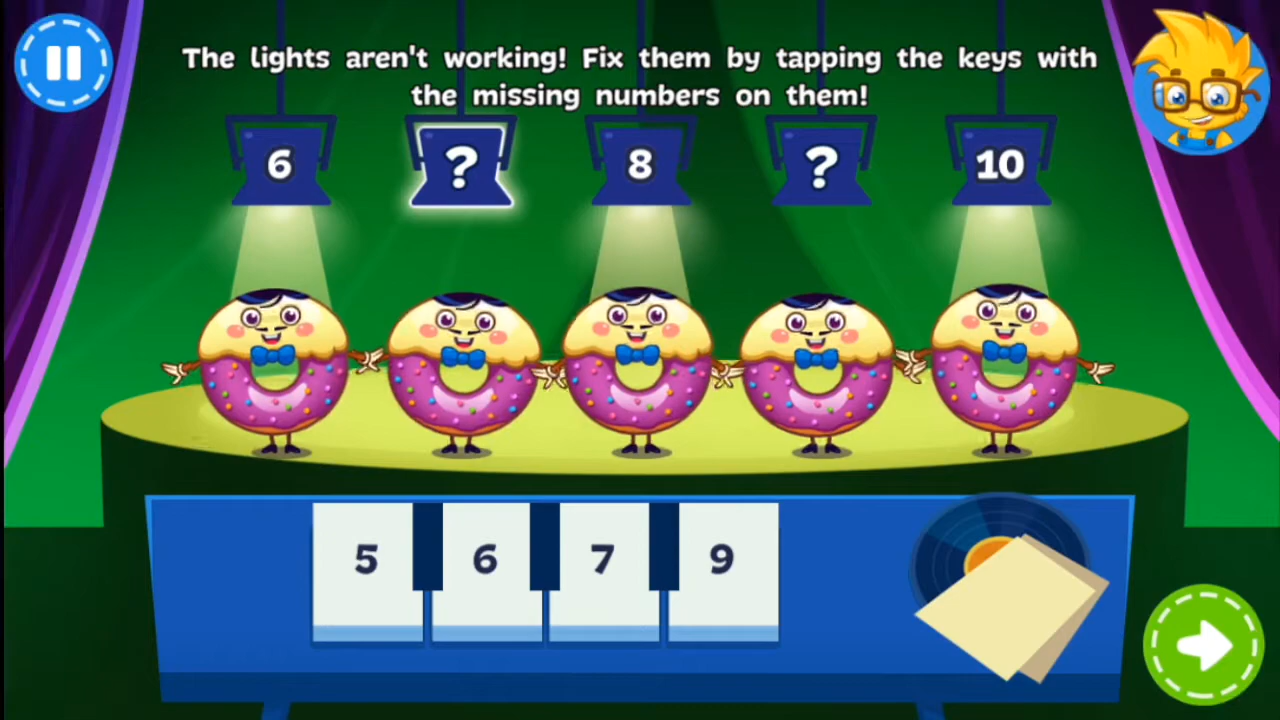 The lights aren't working! Fix them by tapping the keys with
the missing numbers on them!
6 ? 8 ? 10
5 6 7 9